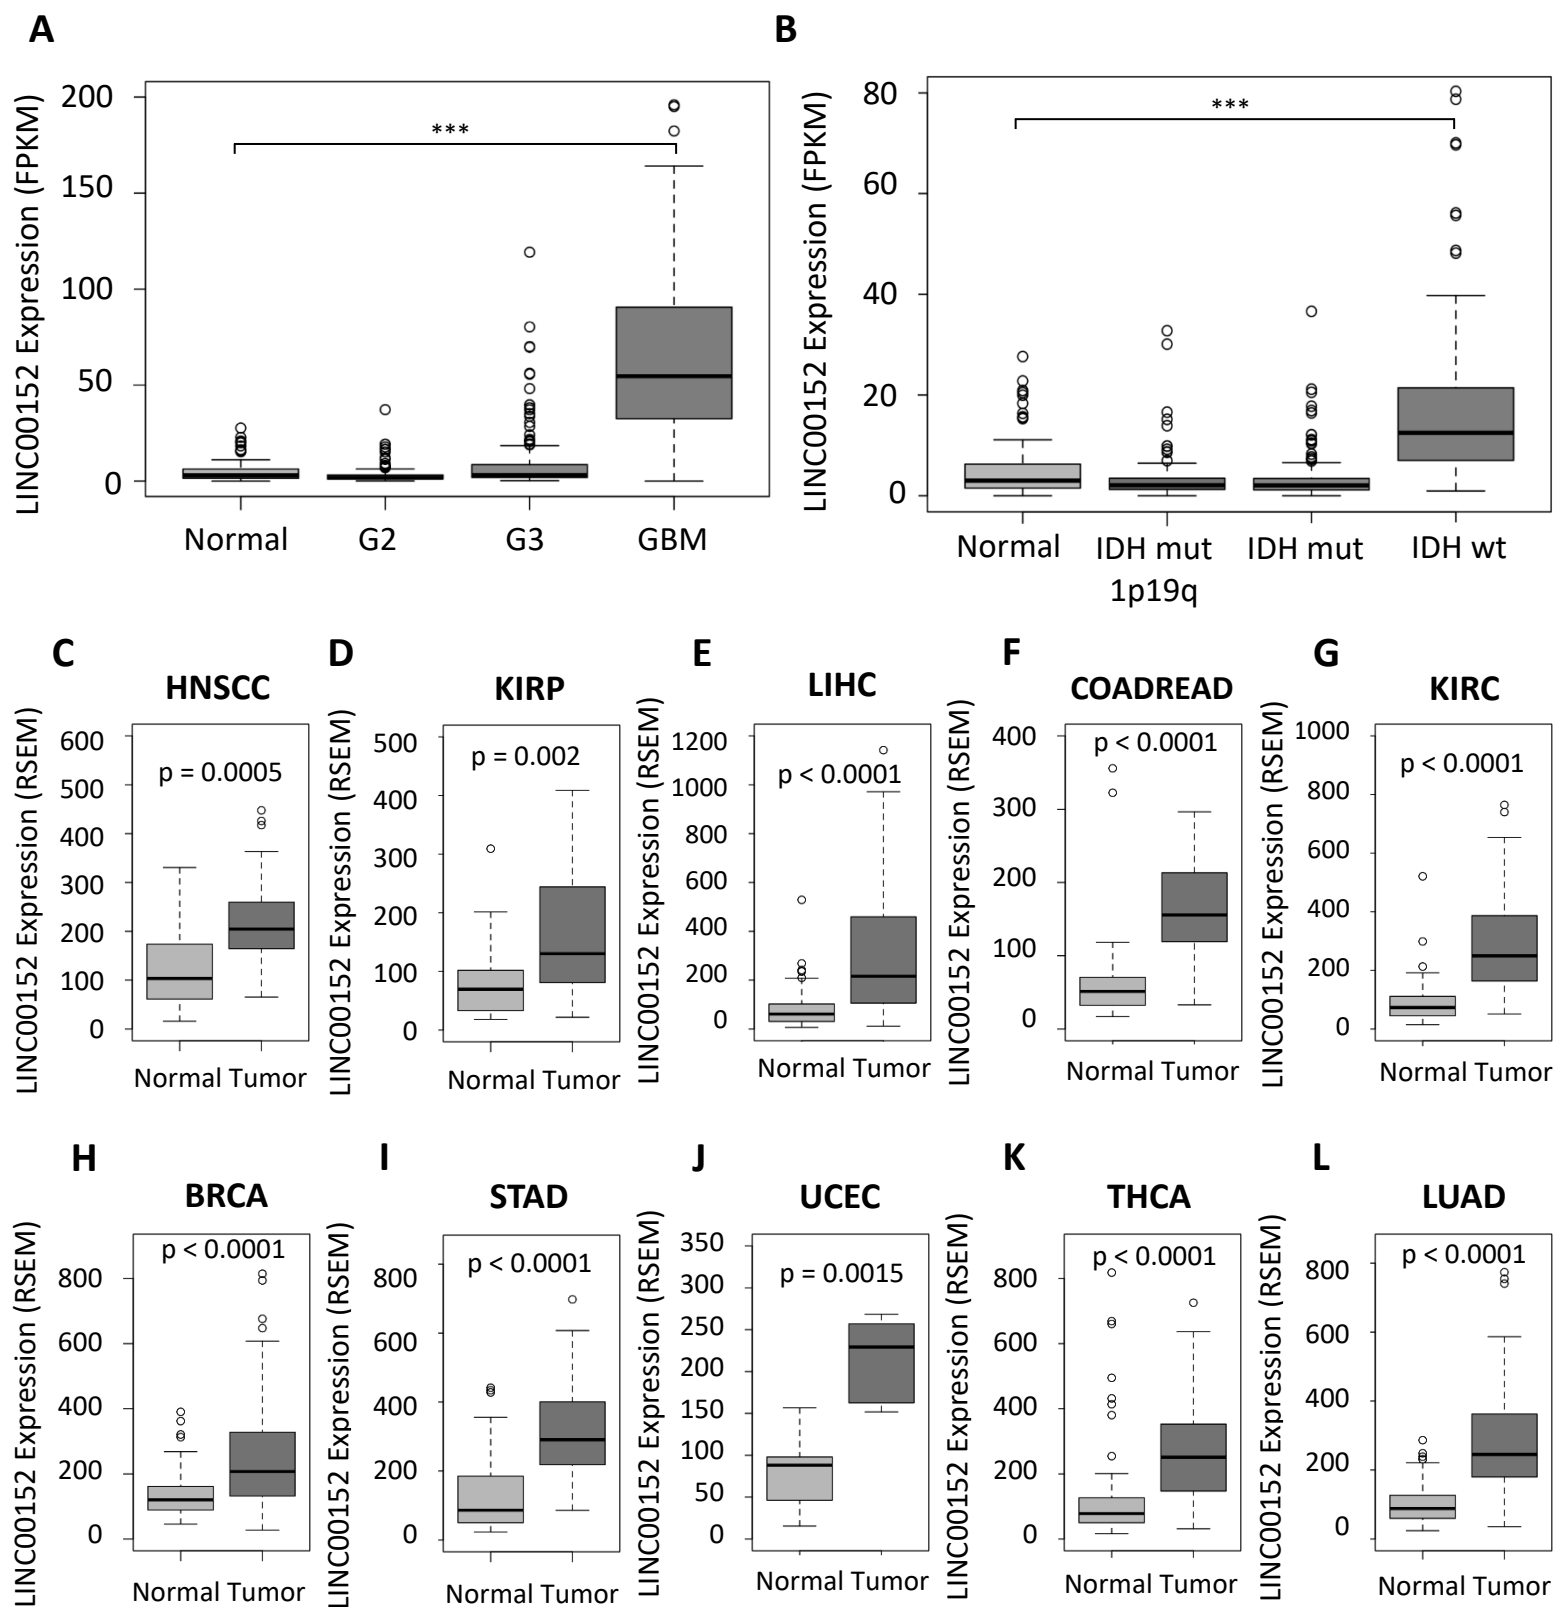 A
B
LINC00152 Expression (FPKM)
200
150
100
50
0
***
Normal
G2
G3
GBM
LINC00152 Expression (FPKM)
80
60
40
20
0
***
Normal
IDH mut
1p19q
IDH mut
IDH wt
C
HNSCC
LINC00152 Expression (RSEM)
600
500
400
300
200
100
0
p = 0.0005
Normal Tumor
D
KIRP
LINC00152 Expression (RSEM)
500
400
300
200
100
0
p = 0.002
Normal Tumor
E
LIHC
LINC00152 Expression (RSEM)
1200
1000
800
600
400
200
0
p < 0.0001
Normal Tumor
F
COADREAD
LINC00152 Expression (RSEM)
400
300
200
100
0
p < 0.0001
Normal Tumor
G
KIRC
LINC00152 Expression (RSEM)
1000
800
600
400
200
0
p < 0.0001
Normal Tumor
H
BRCA
LINC00152 Expression (RSEM)
800
600
400
200
0
p < 0.0001
Normal Tumor
I
STAD
LINC00152 Expression (RSEM)
800
600
400
200
0
p < 0.0001
Normal Tumor
J
UCEC
LINC00152 Expression (RSEM)
350
300
250
200
150
100
50
0
p = 0.0015
Normal Tumor
K
THCA
LINC00152 Expression (RSEM)
800
600
400
200
0
p < 0.0001
Normal Tumor
L
LUAD
LINC00152 Expression (RSEM)
800
600
400
200
0
p < 0.0001
Normal Tumor